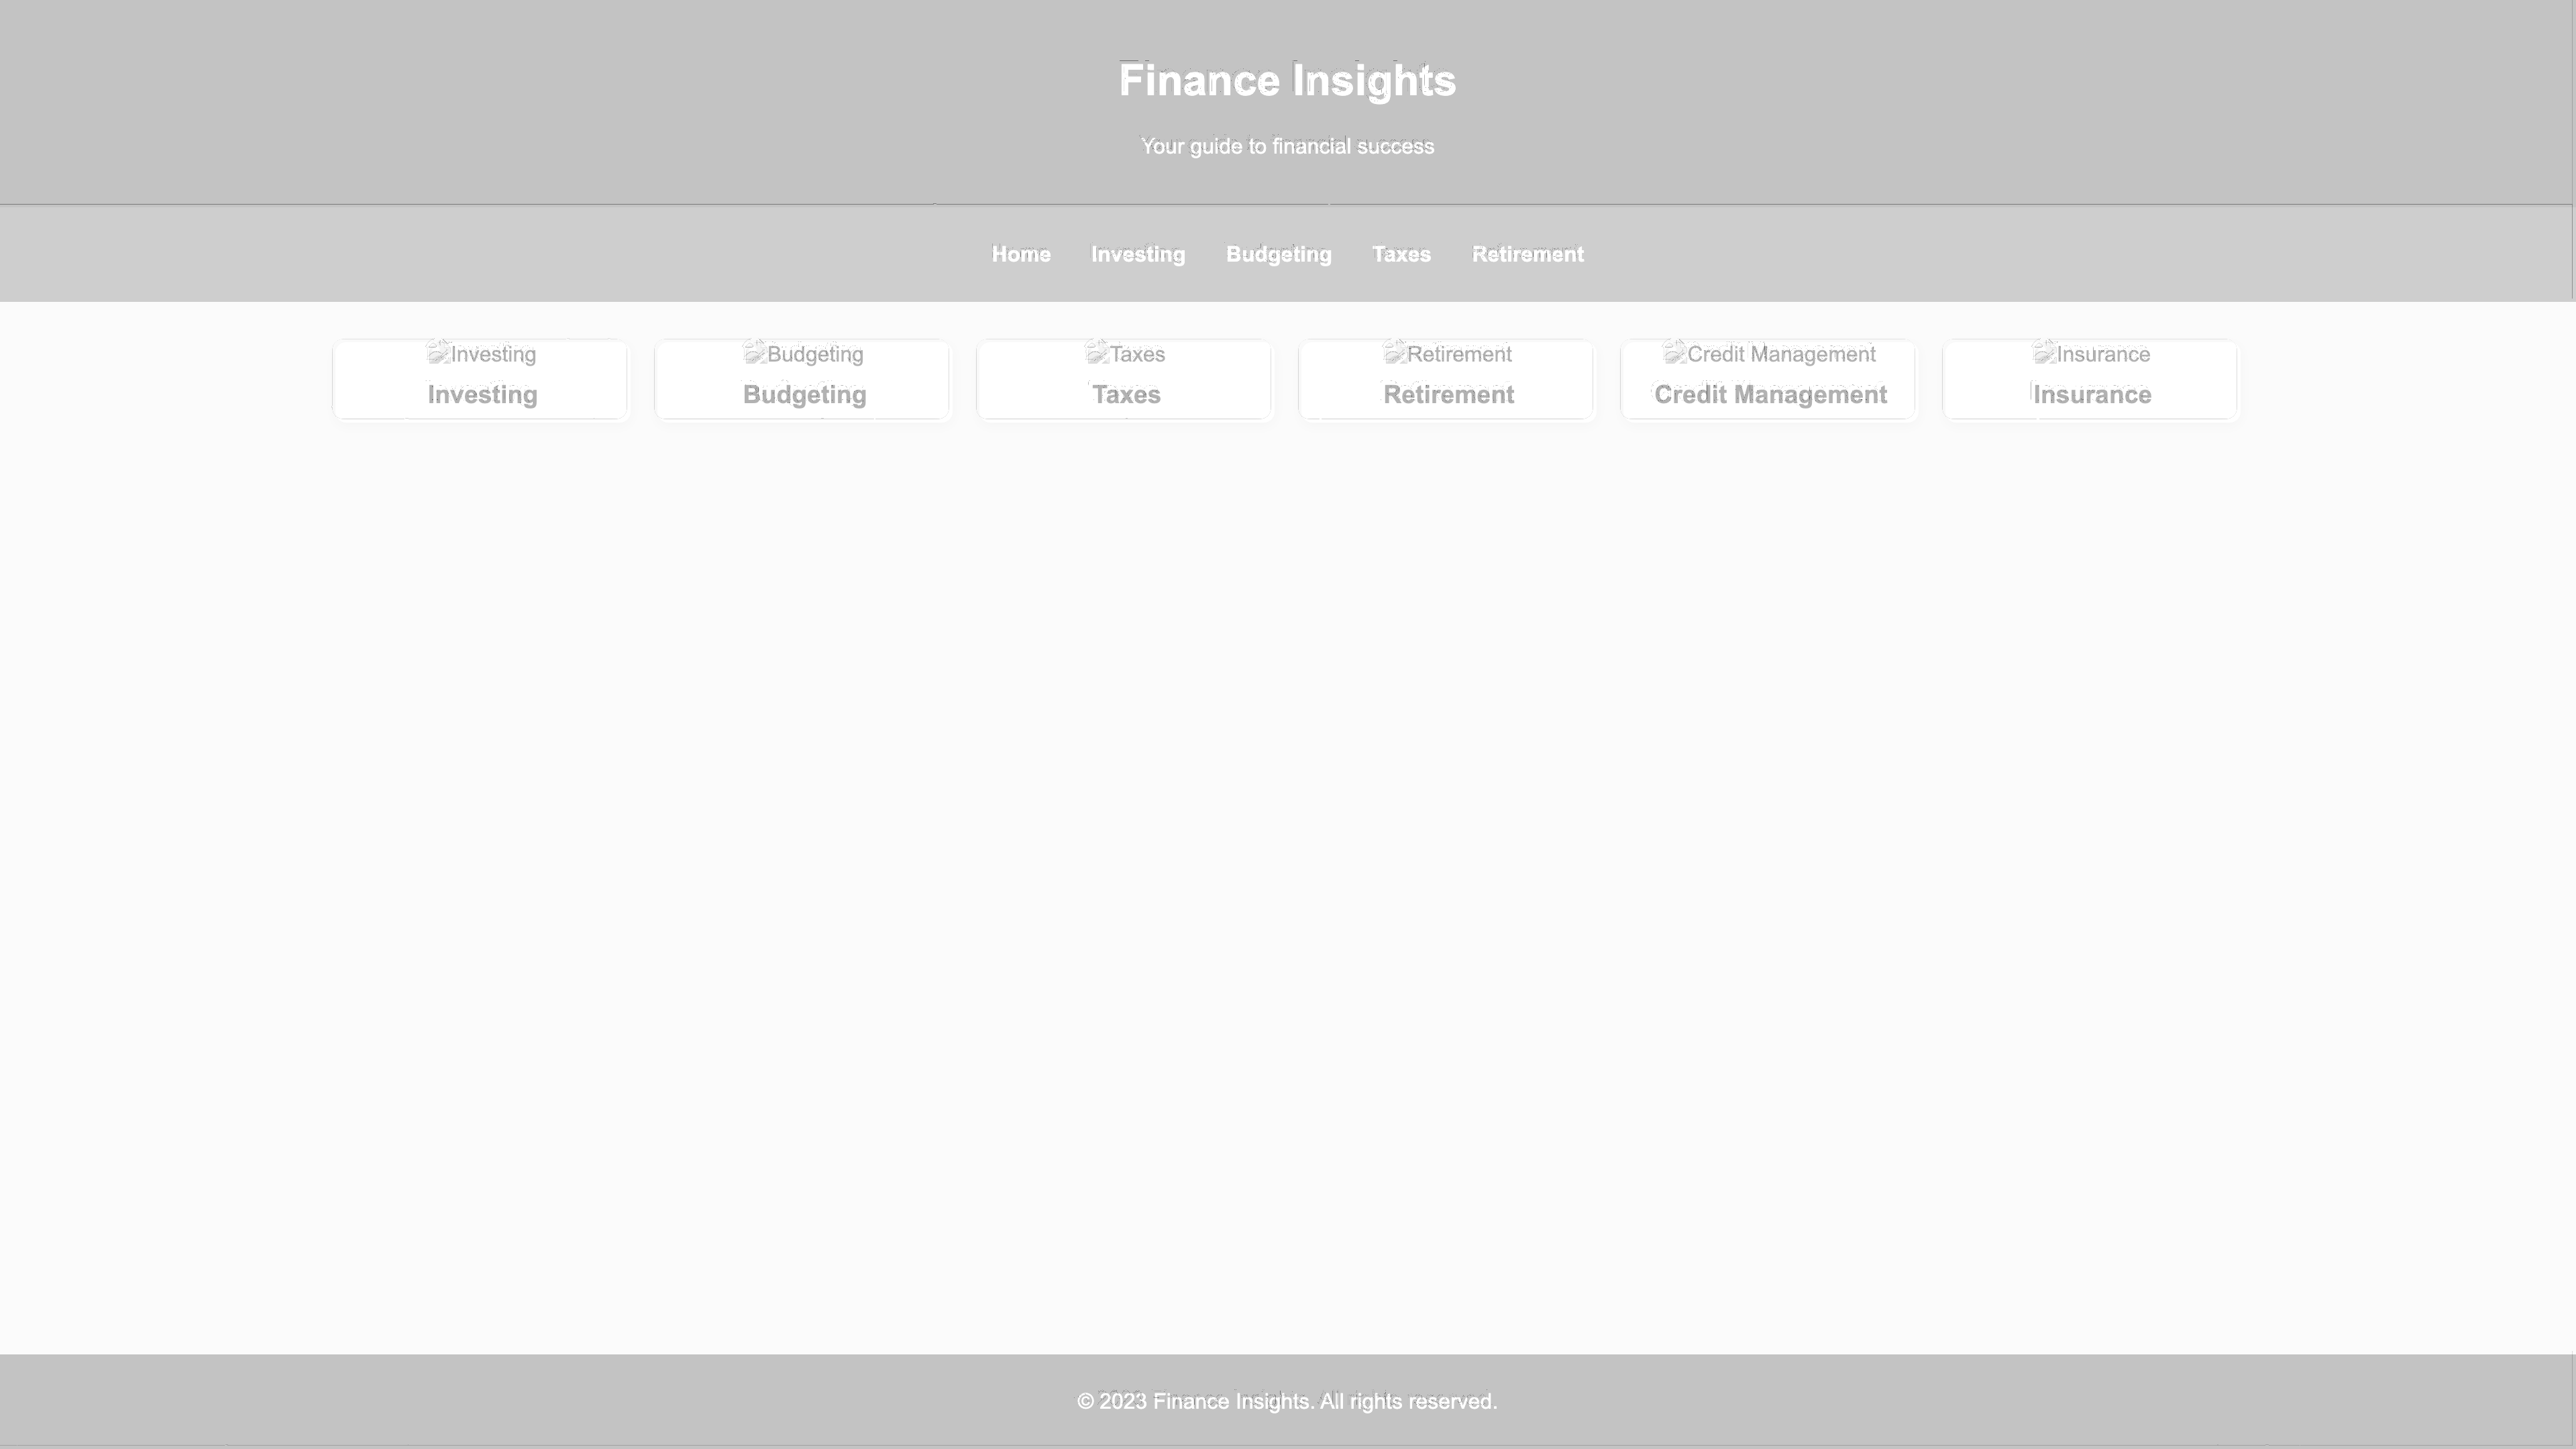 Finance Insights
Your guide to financial success
Home Investing Budgeting Taxes Retirement
Investing Budgeting Taxes Retirement Credit Management Insurance
Investing Budgeting Taxes Retirement Credit Management Insurance
© 2023 Finance Insights. All rights reserved.